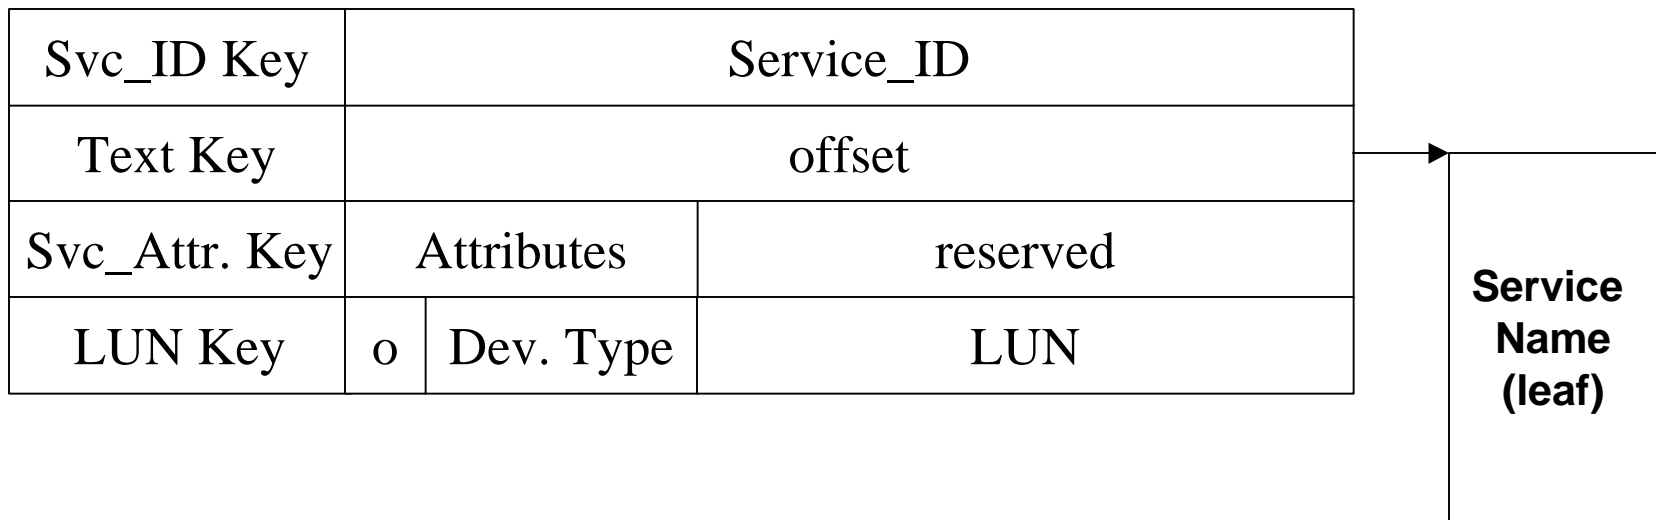 Svc_ID Key Service_ID
Text Key offset
Svc_Attr. Key Attributes reserved
LUN Key o Dev. Type LUN
Service
Name
(leaf)